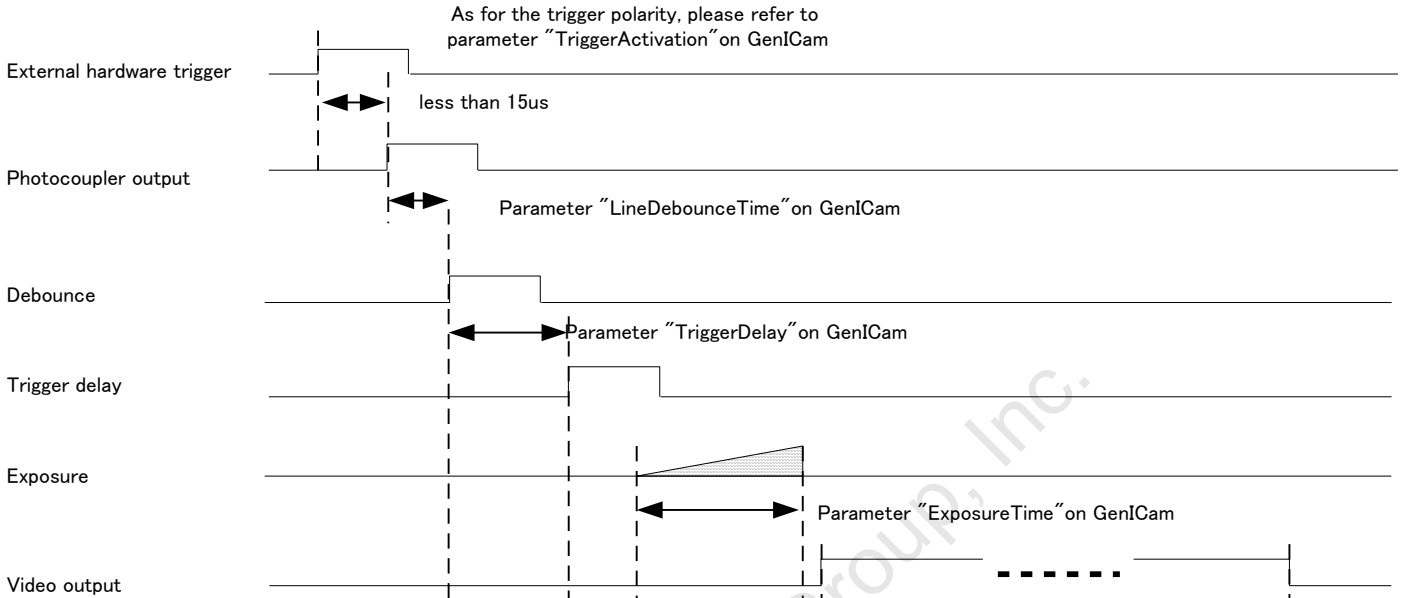 As for the trigger polarity, please refer to
parameter "TriggerActivation"on GenICam
External hardware trigger
less than 15us
Photocoupler output
Parameter "LineDebounceTime"on GenICam
Debounce
Parameter "TriggerDelay"on GenICam
Trigger delay
Exposure
Parameter "ExposureTime"on GenICam
Video output
roup, Inc.